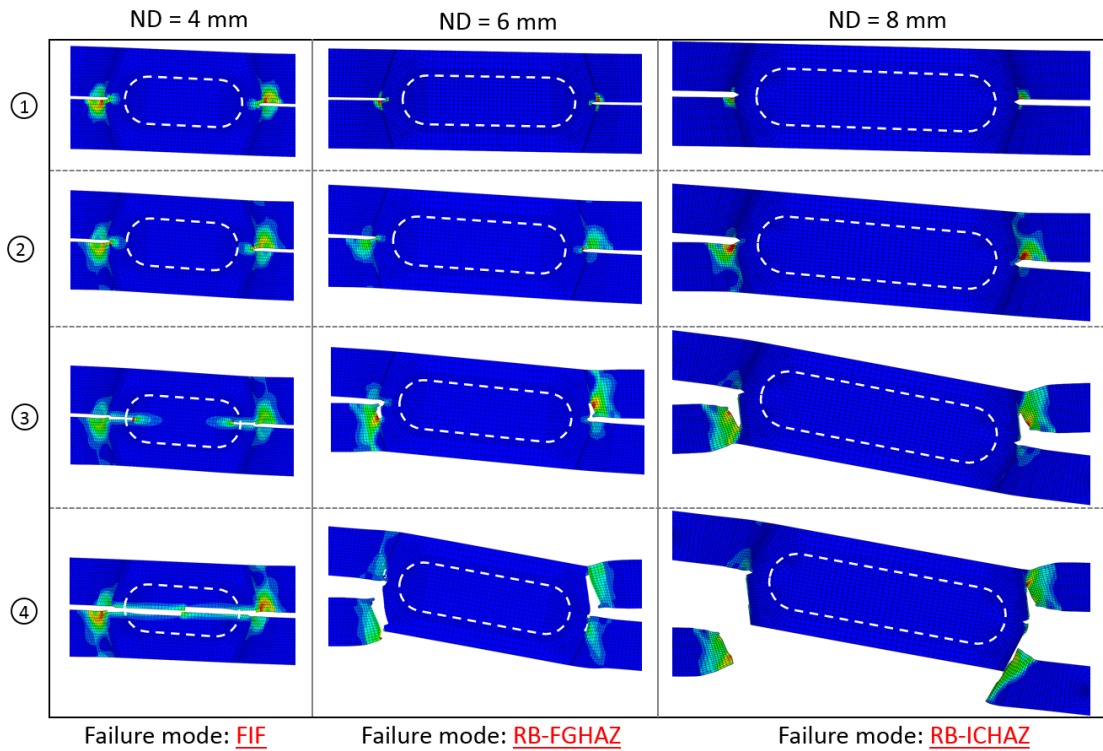 ND = 4 mm
ND = 6 mm
ND = 8 mm
①
②
③
④
Failure mode: FIF
Failure mode: RB-FGHAZ
Failure mode: RB-ICHAZ